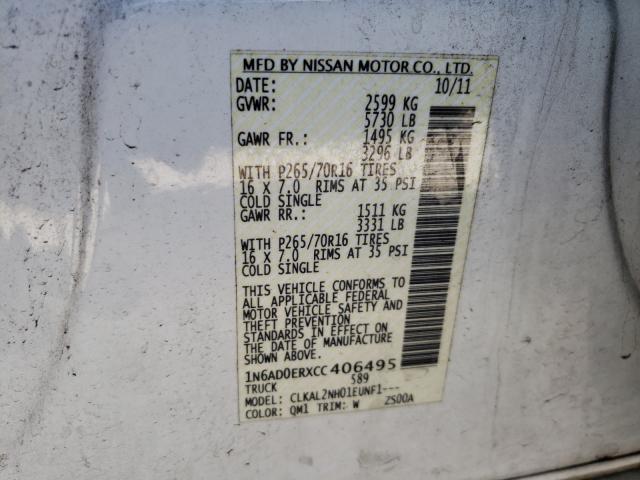 MFD BY NISSAN MOTOR CO., LTD.
DATE: 10/11
GVWR: 2599 KG
5730 LB
GAWR FR.: 1495 KG
3296 LB
WITH P265/70R16 TIRES
16 X 7.0 RIMS AT 35 PSI
COLD SINGLE
GAWR RR.: 1511 KG
3331 LB
WITH P265/70R16 TIRES
16 X 7.0 RIMS AT 35 PSI
COLD SINGLE
THIS VEHICLE CONFORMS TO
ALL APPLICABLE FEDERAL
MOTOR VEHICLE SAFETY AND
THEFT PREVENTION
STANDARDS IN EFFECT ON
THE DATE OF MANUFACTURE
SHOWN ABOVE.
1N6AD0ERXCC406495
TRUCK 589
MODEL: CLKAL2NH01EUNF1---
COLOR: QM1 TRIM: W ZS00A